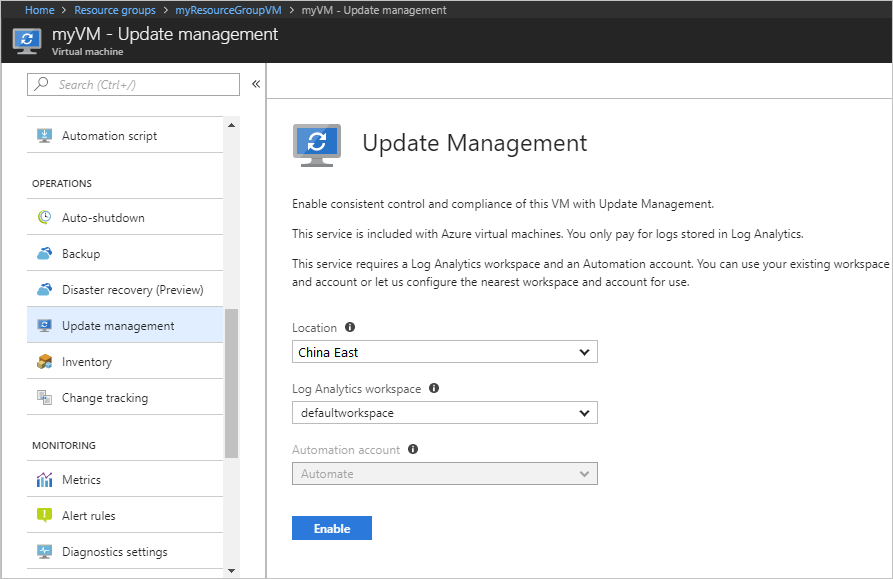 Home > Resource groups > myResourceGroupVM > myVM - Update management
myVM - Update management
Virtual machine
Search (Ctrl+/)
«
Automation script
OPERATIONS
Auto-shutdown
Backup
Disaster recovery (Preview)
Update management
Inventory
Change tracking
MONITORING
Metrics
Alert rules
Diagnostics settings
Update Management
Enable consistent control and compliance of this VM with Update Management.
This service is included with Azure virtual machines. You only pay for logs stored in Log Analytics.
This service requires a Log Analytics workspace and an Automation account. You can use your existing workspace
and account or let us configure the nearest workspace and account for use.
Location
China East
Log Analytics workspace
defaultworkspace
Automation account
Automate
Enable